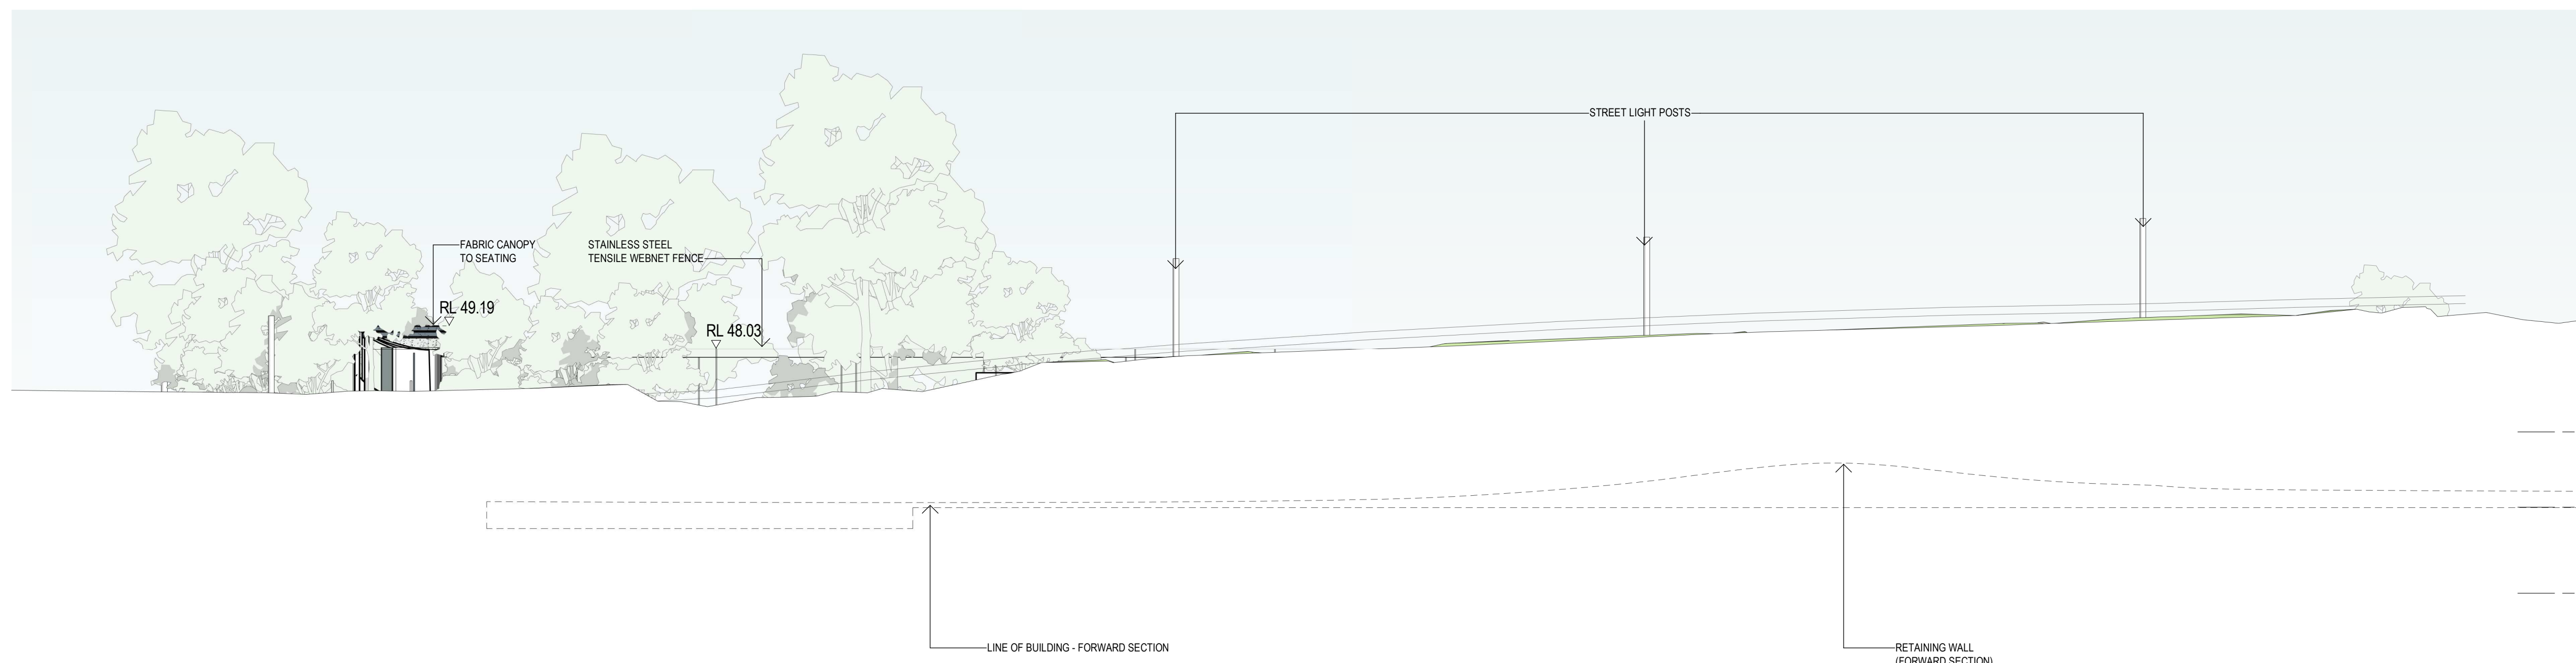 STREET LIGHT POSTS
FABRIC CANOPY
TO SEATING
STAINLESS STEEL
TENSILE WEBNET FENCE
RL 49.19
RL 48.03
LINE OF BUILDING - FORWARD SECTION
RETAINING WALL
(FORWARD SECTION)